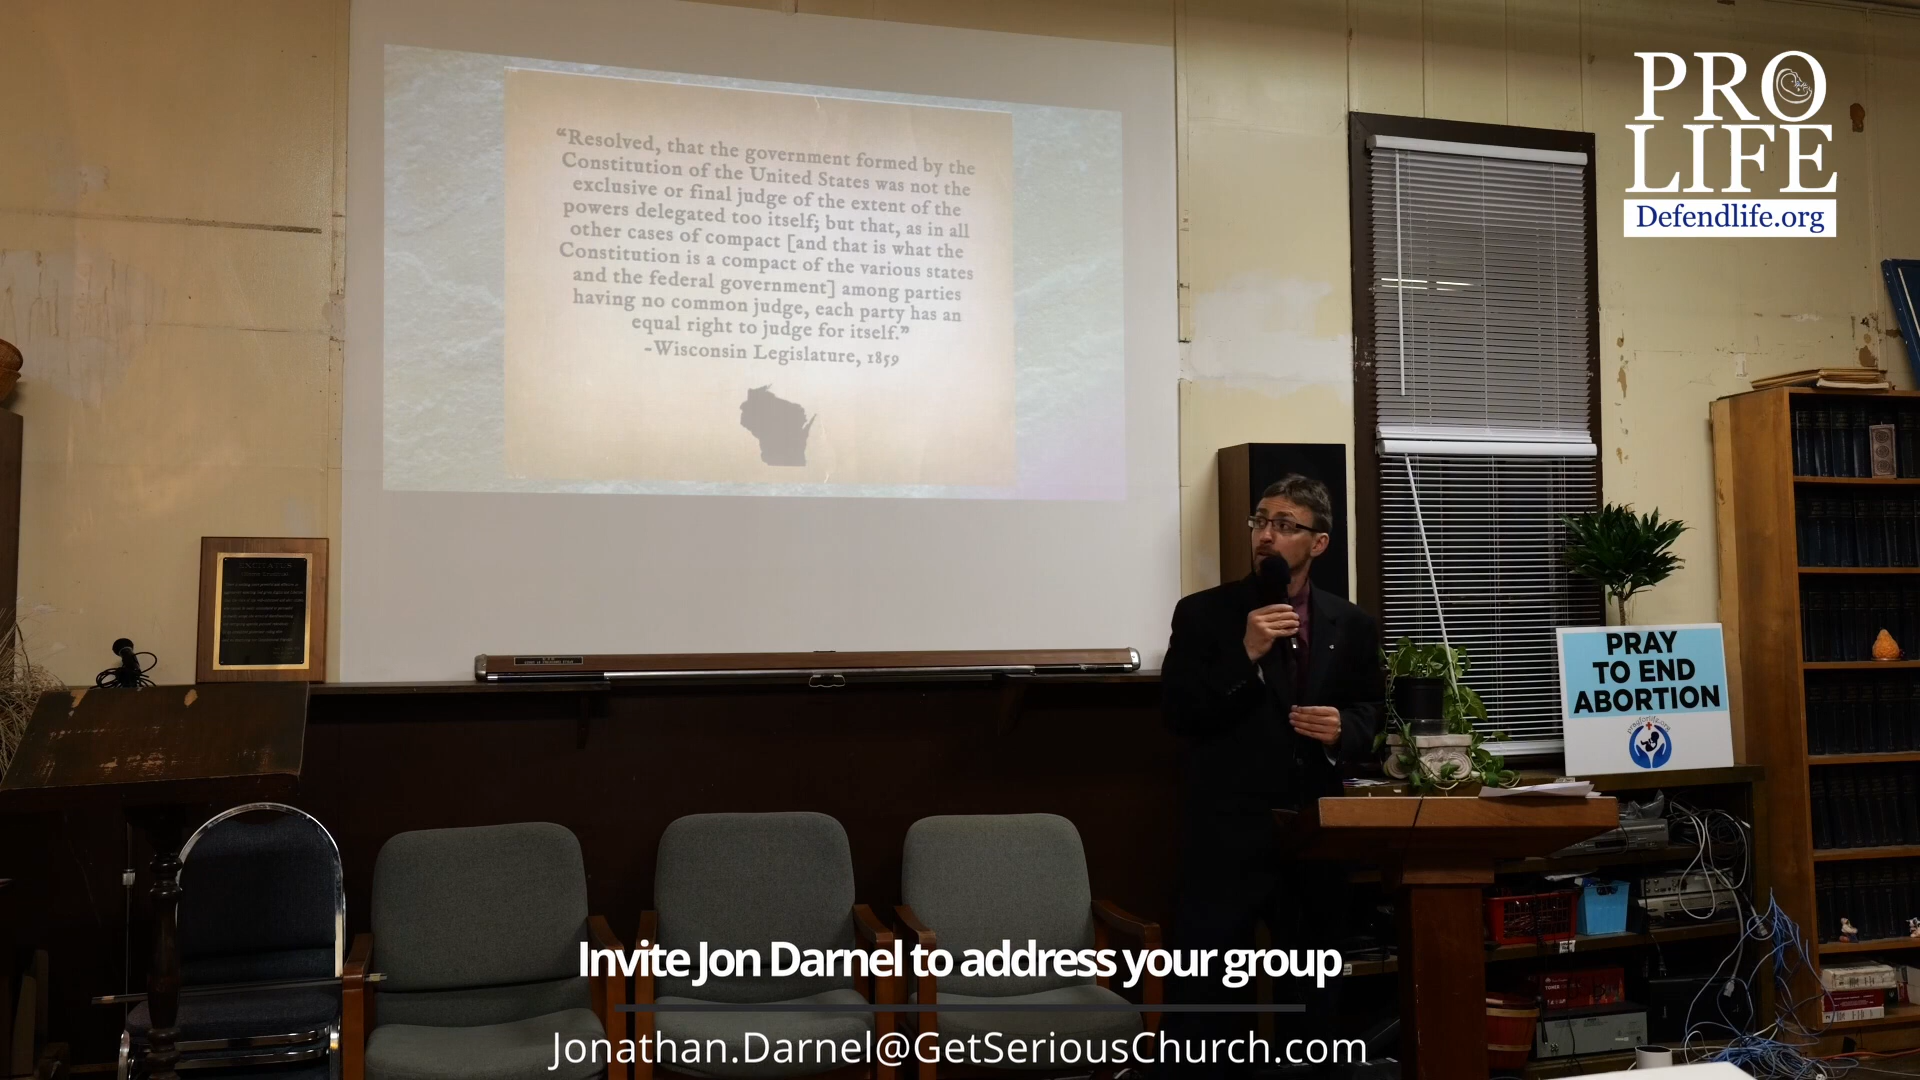 "Resolved, that the government formed by the
Constitution of the United States was not the
exclusive or final judge of the extent of the
powers delegated too itself; but that, as in all
other cases of compact [and that is what the
Constitution is a compact of the various states
and the federal government] among parties
having no common judge, each party has an
equal right to judge for itself."
-Wisconsin Legislature, 1859
PRO
LIFE
Defendlife.org
PRAY
TO END
ABORTION
prayforlife.org
Invite Jon Darnel to address your group
Jonathan.Darnel@GetSeriousChurch.com